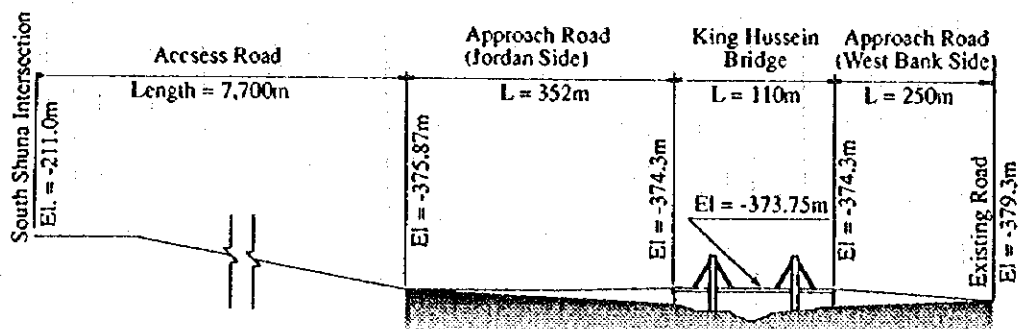 South Shuna Intersection
El. = -211.0m
Acsess Road
Length = 7,700m
Approach Road
(Jordan Side)
L = 352m
King Hussein
Bridge
L = 110m
Approach Road
(West Bank Side)
L = 250m
El = -375.87m
El = -374.3m
El = -373.75m
El = -374.3m
Existing Road
El = -379.3m